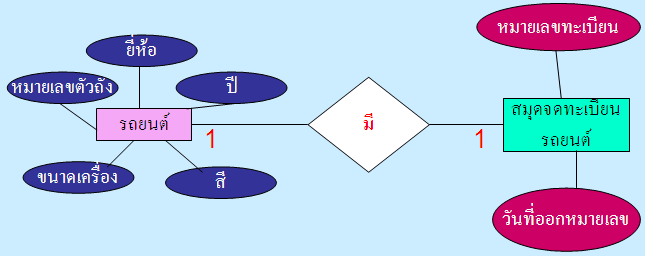 ยี่ห้อ
หมายเลขทะเบียน
หมายเลขตัวถัง
ปี
รถยนต์
1
มี
1
สมุดจดทะเบียน
รถยนต์
ขนาดเครื่อง
สี
วันที่ออกหมายเลข